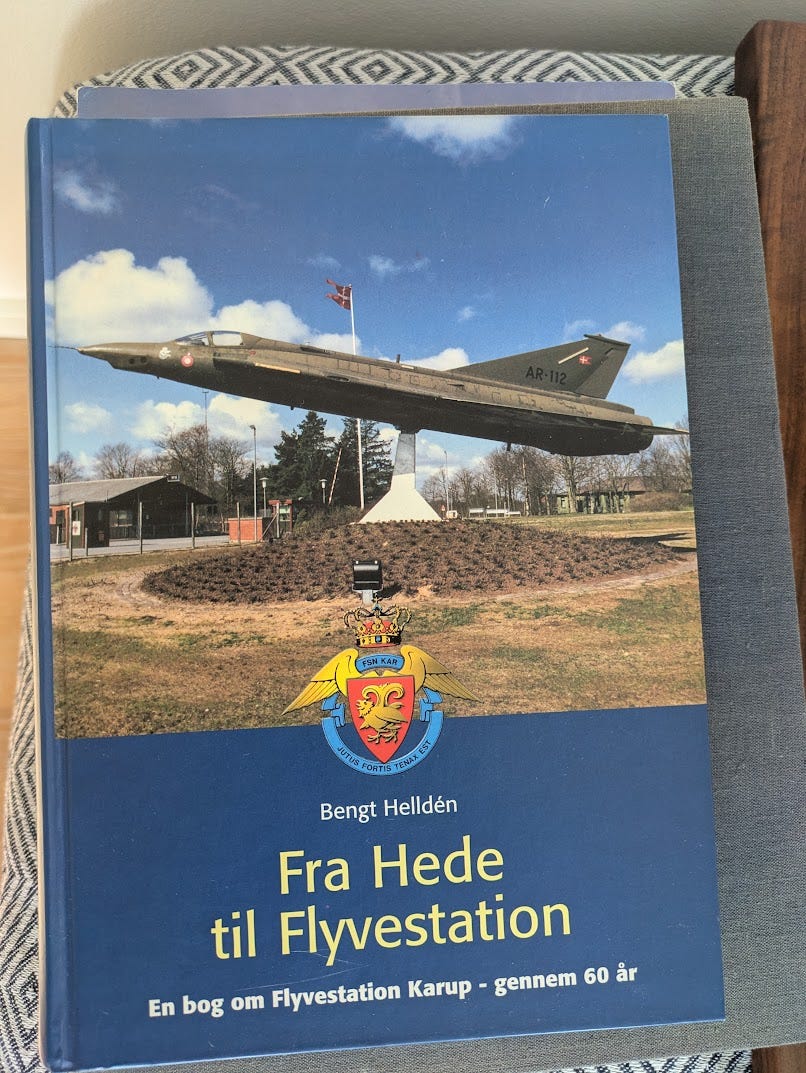 AR-112
FSN KAR
JUTUS FORTIS TENAX EST
Bengt Helldén
Fra Hede
til Flyvestation
En bog om Flyvestation Karup - gennem 60 år